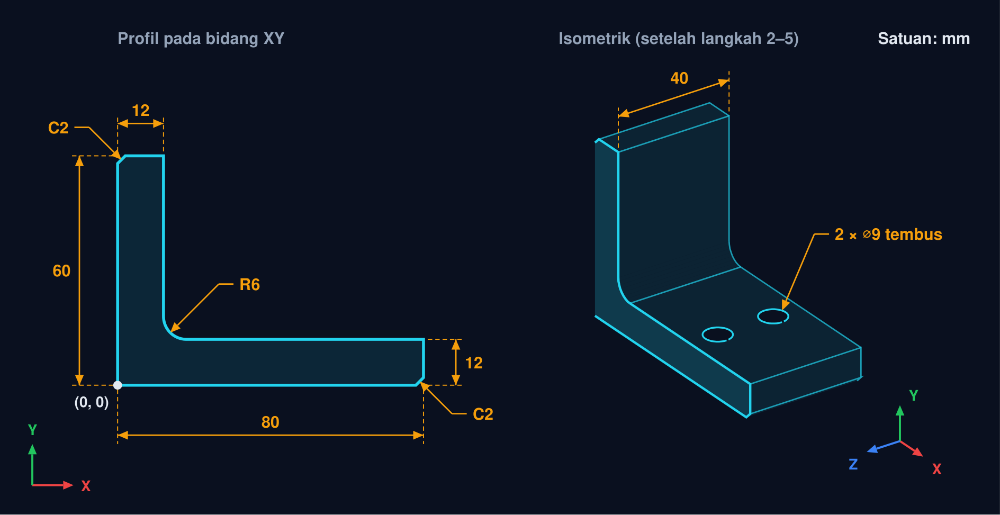 Profil pada bidang XY
12
C2
60
R6
12
(0, 0)
C2
80
Y
X
Isometrik (setelah langkah 2–5)
Satuan: mm
40
2 × ⌀9 tembus
Y
Z
X